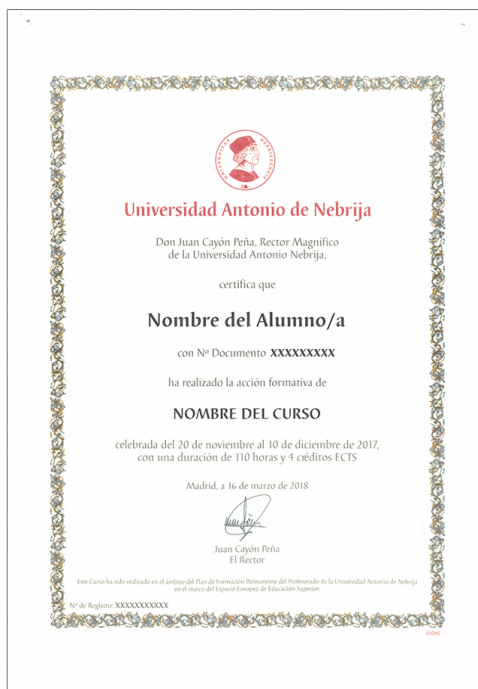 Universidad Antonio de Nebrija
Don Juan Cayón Peña, Rector Magnífico
de la Universidad Antonio Nebrija,
certifica que
Nombre del Alumno/a
con Nº Documento XXXXXXXXX
ha realizado la acción formativa de
NOMBRE DEL CURSO
celebrada del 20 de noviembre al 10 de diciembre de 2017,
con una duración de 110 horas y 4 créditos ECTS
Madrid, a 16 de marzo de 2018
Juan Cayón Peña
El Rector
Este Curso ha sido realizado en el ámbito del Plan de Formación Permanente del Profesorado de la Universidad Antonio de Nebrija
en el marco del Espacio Europeo de Educación Superior.
Nº de Registro: XXXXXXXXXXX
SIGNE